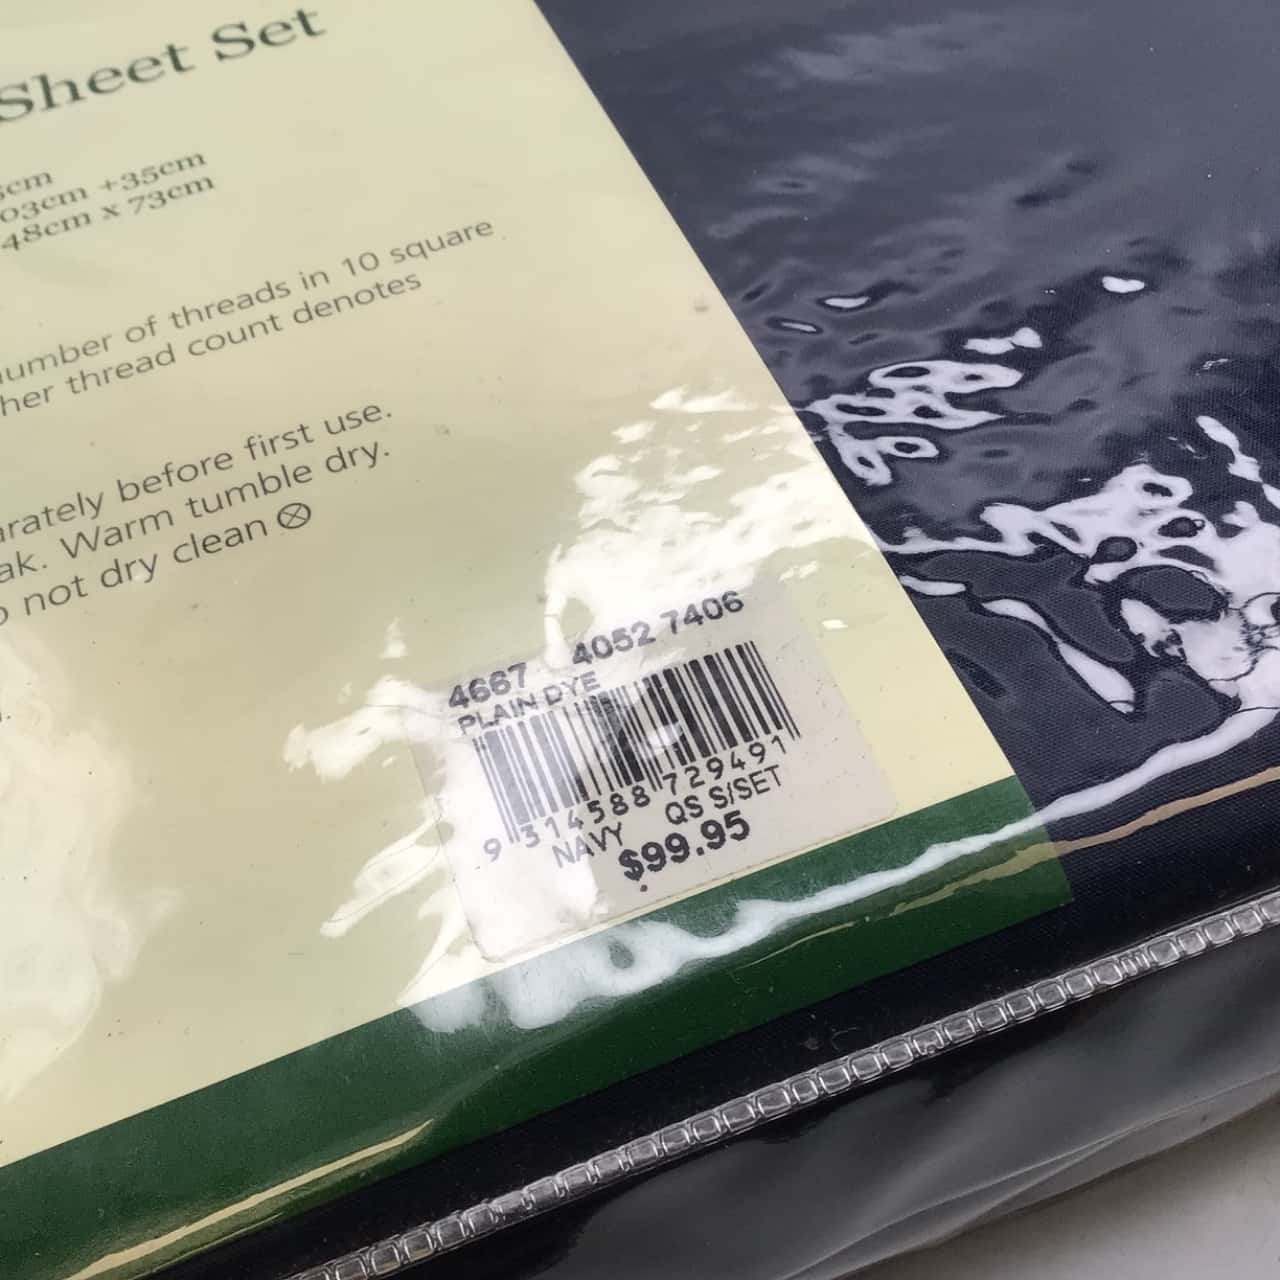 Sheet Set
cm
03cm +35cm
48cm x 73cm
number of threads in 10 square
her thread count denotes
arately before first use.
ak. Warm tumble dry.
o not dry clean
4667 4052 7406
PLAIN DYE
9 314588 729491
NAVY QS S/SET
$99.95